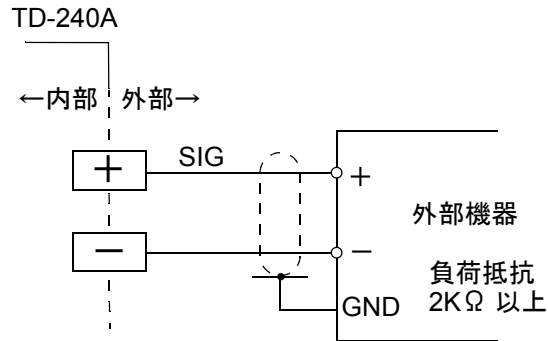 TD-240A
←内部 外部→
+ SIG +
外部機器
− −
負荷抵抗
GND 2KΩ 以上